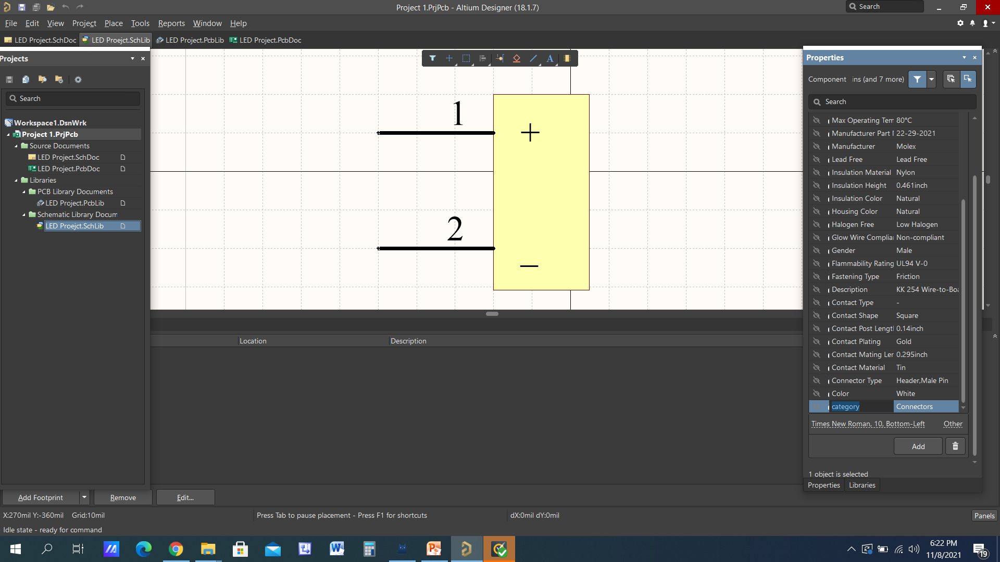 Project 1.PrjPcb - Altium Designer (18.1.7)
Search
File Edit View Project Place Tools Reports Window Help
LED Project.SchDoc LED Proejct.SchLib LED Project.PcbLib LED Project.PcbDoc
Projects
Search
Workspace1.DsnWrk
Project 1.PrjPcb
Source Documents
LED Project.SchDoc
LED Project.PcbDoc
Libraries
PCB Library Documents
LED Project.PcbLib
Schematic Library Docum
LED Proejct.SchLib
1
+
2
–
Location Description
Add Footprint Remove Edit...
Properties
Component ins (and 7 more)
Search
Max Operating Tem 80°C
Manufacturer Part 22-29-2021
Manufacturer Molex
Lead Free Lead Free
Insulation Material Nylon
Insulation Height 0.461inch
Insulation Color Natural
Housing Color Natural
Halogen Free Low Halogen
Glow Wire Complia Non-compliant
Gender Male
Flammability Rating UL94 V-0
Fastening Type Friction
Description KK 254 Wire-to-Boa
Contact Type -
Contact Shape Square
Contact Post Lengt 0.14inch
Contact Plating Gold
Contact Mating Ler 0.295inch
Contact Material Tin
Connector Type Header,Male Pin
Color White
category Connectors
Times New Roman, 10, Bottom-Left Other
Add
1 object is selected
Properties Libraries
X:270mil Y:-360mil Grid:10mil Press Tab to pause placement - Press F1 for shortcuts dX:0mil dY:0mil Panels
Idle state - ready for command
6:22 PM
11/8/2021
19